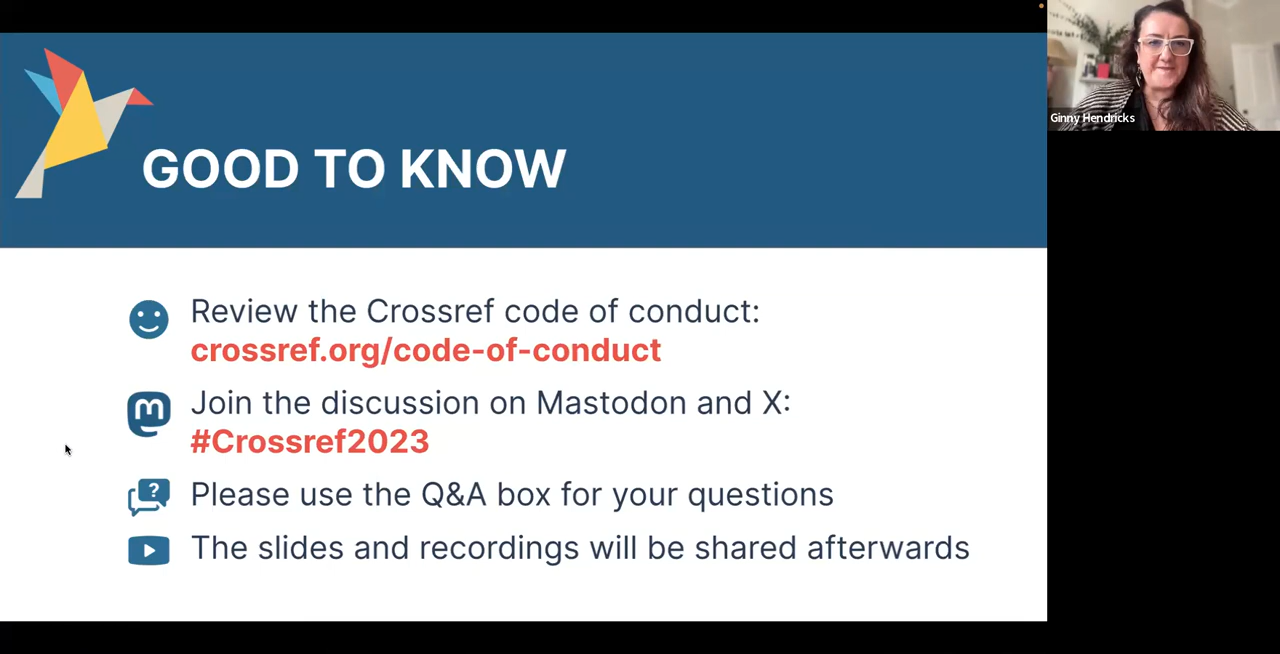 GOOD TO KNOW
Review the Crossref code of conduct:
crossref.org/code-of-conduct
Join the discussion on Mastodon and X:
#Crossref2023
Please use the Q&A box for your questions
The slides and recordings will be shared afterwards
Ginny Hendricks